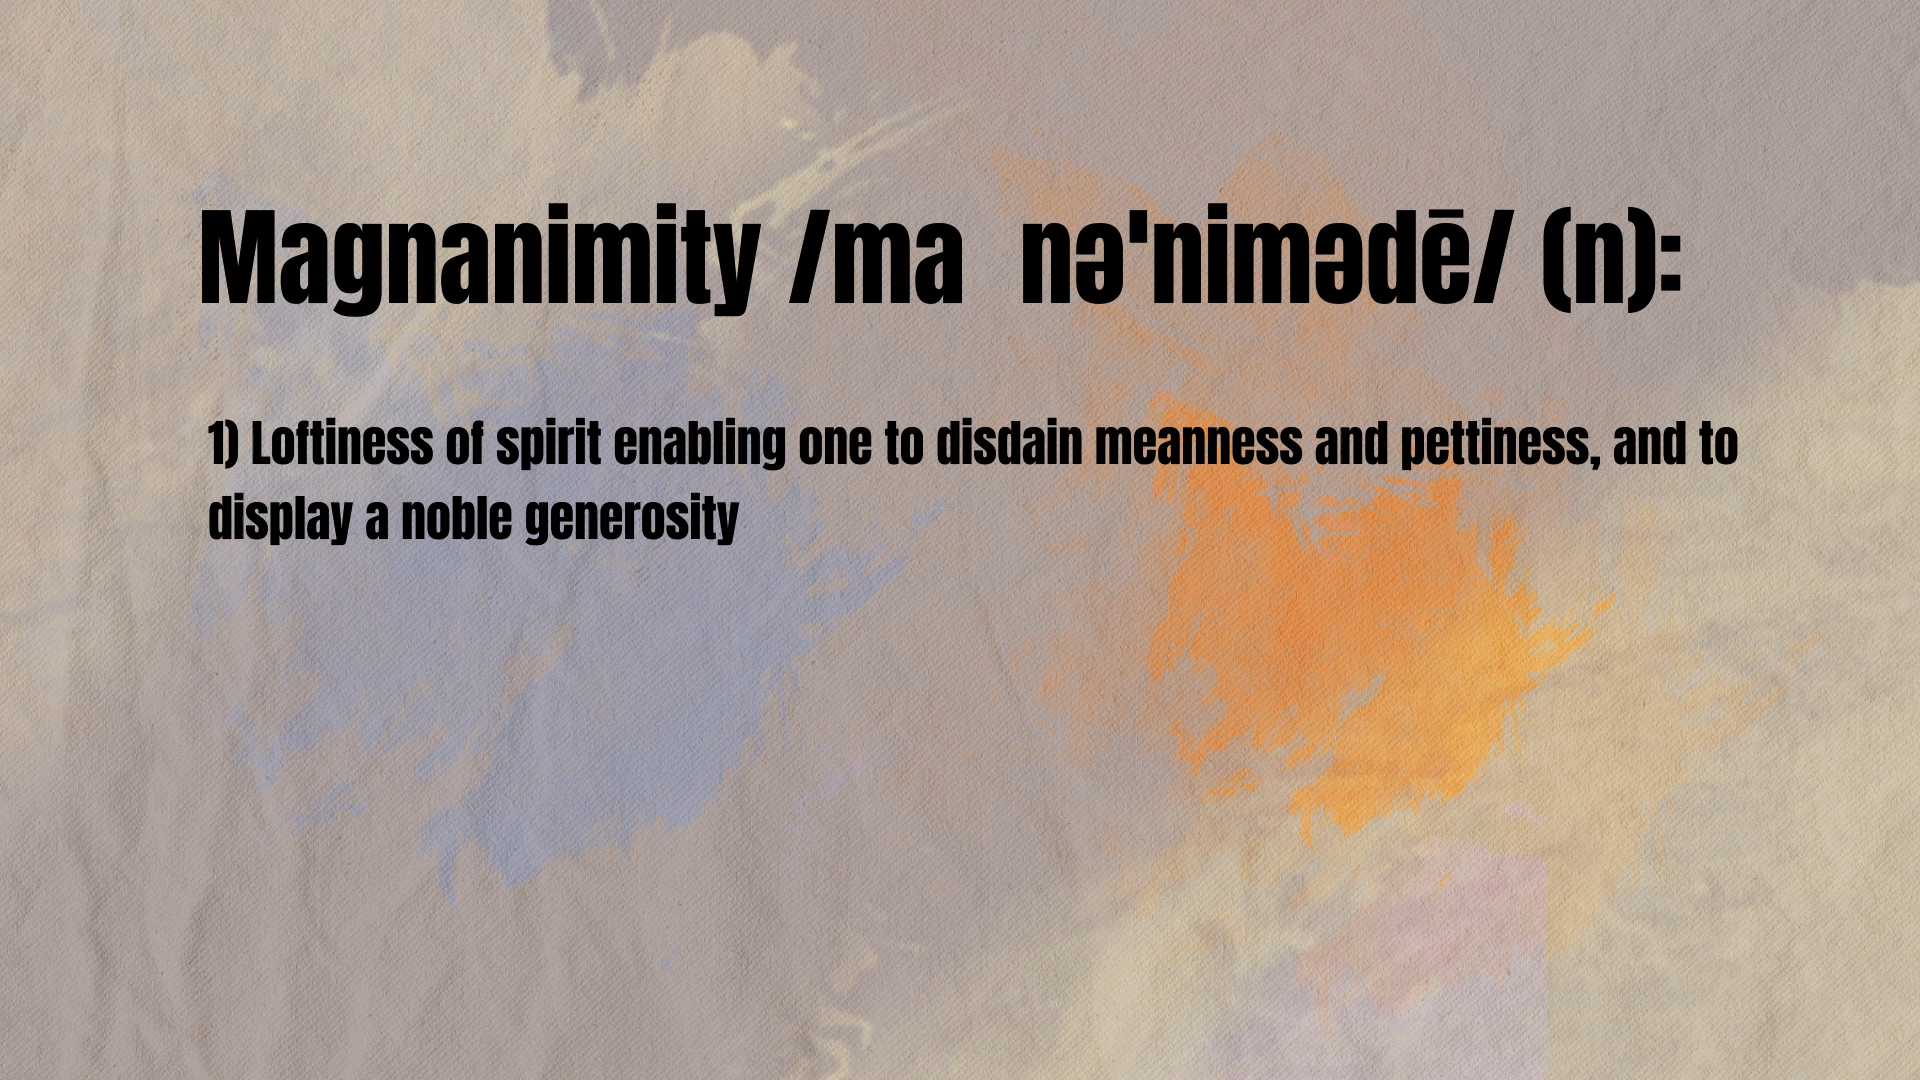 Magnanimity /ma nə'nimədē/ (n):
1) Loftiness of spirit enabling one to disdain meanness and pettiness, and to
display a noble generosity